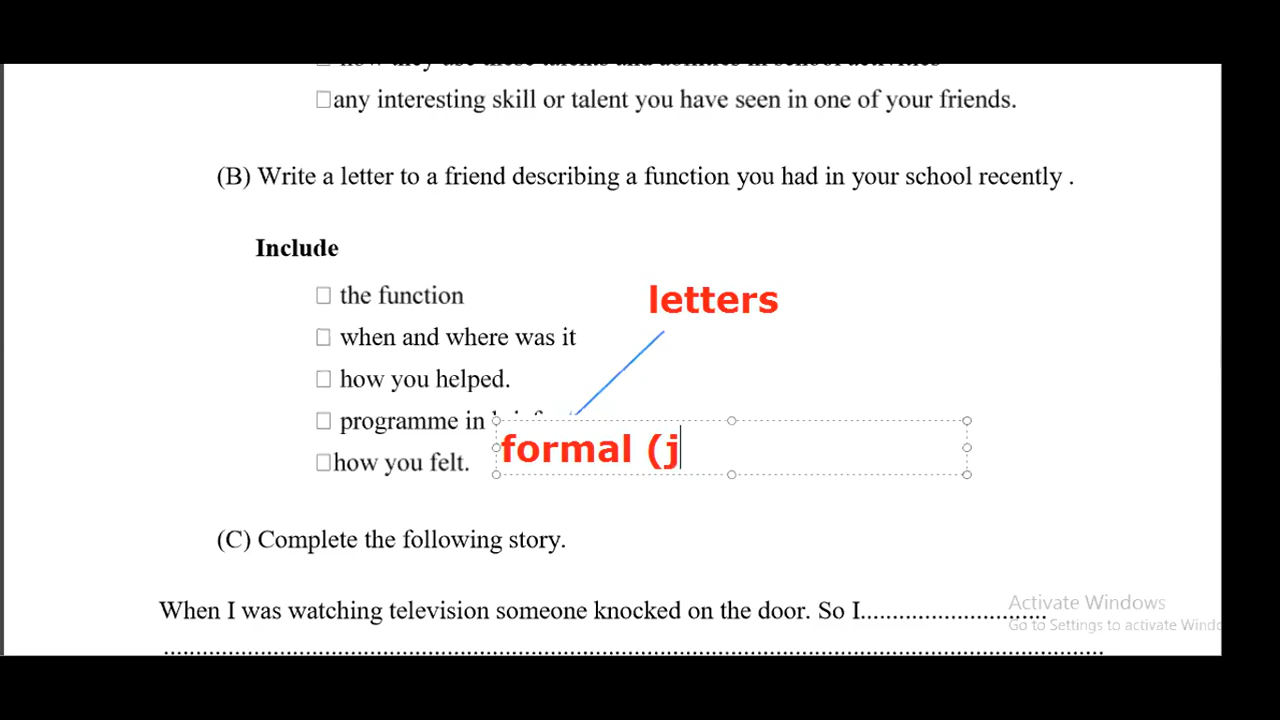 any interesting skill or talent you have seen in one of your friends.
(B) Write a letter to a friend describing a function you had in your school recently .
Include
the function
letters
when and where was it
how you helped.
programme in
formal (j
how you felt.
(C) Complete the following story.
When I was watching television someone knocked on the door. So I............................
Activate Windows
Go to Settings to activate Windo